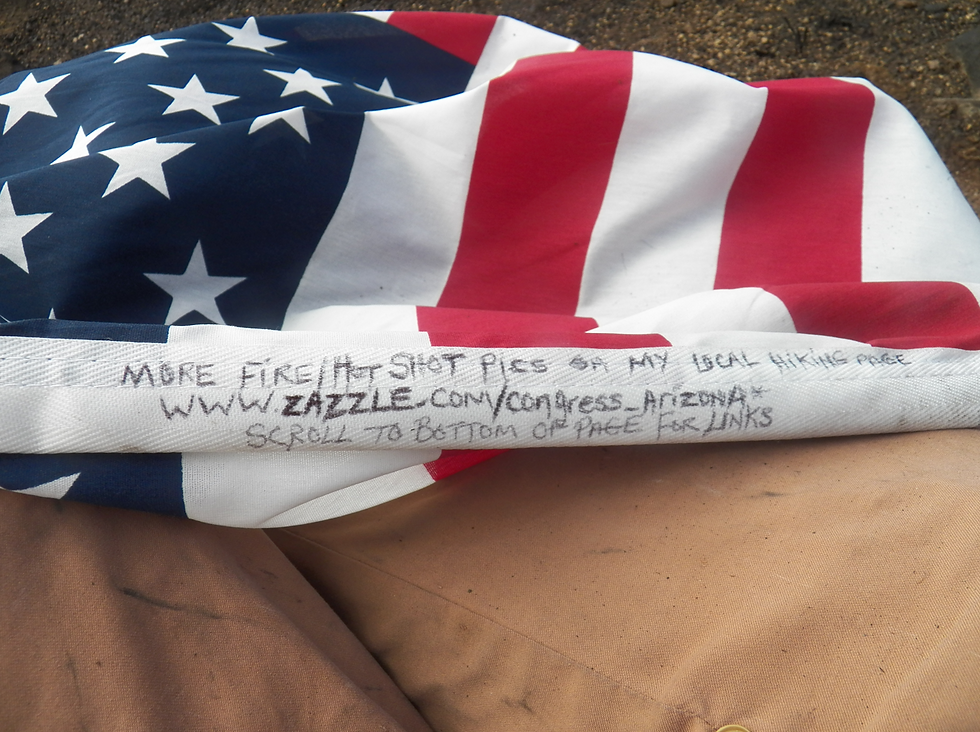 MORE FIRE/HOT SHOT PICS ON MY LOCAL HIKING PAGE
WWW.ZAZZLE.COM/congress_ARIZONA*
SCROLL TO BOTTOM OF PAGE FOR LINKS